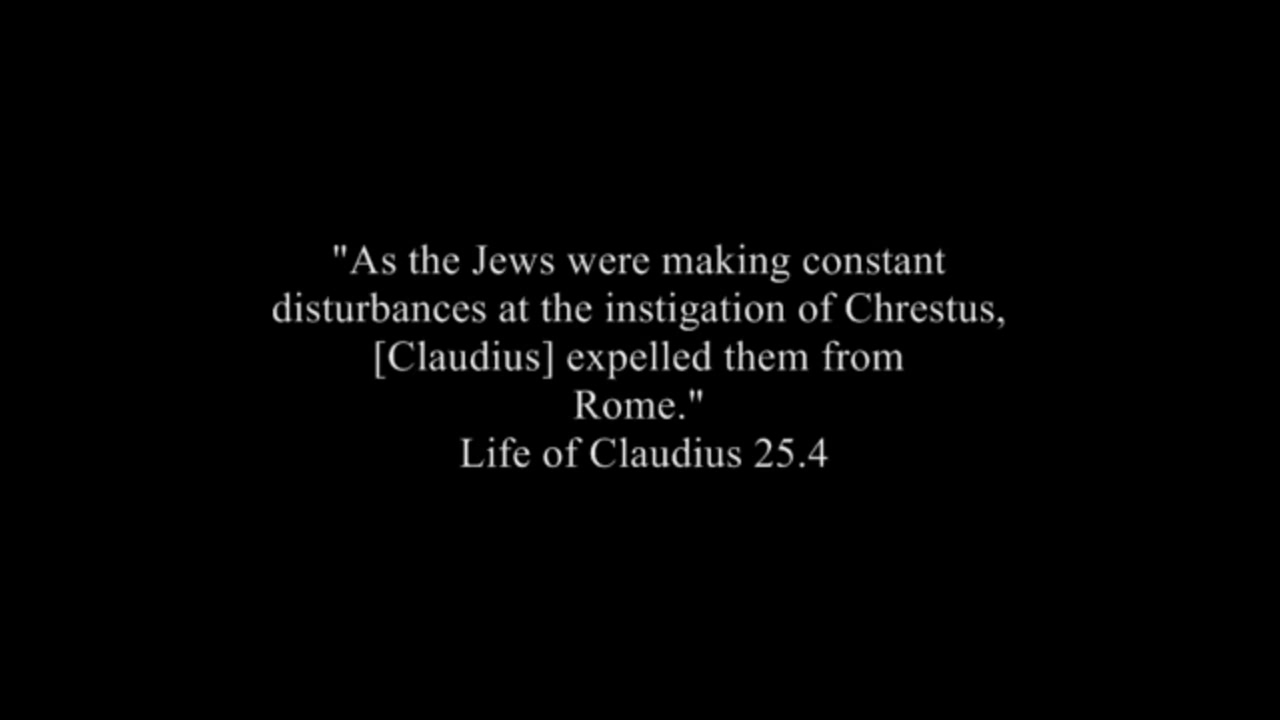 "As the Jews were making constant
disturbances at the instigation of Chrestus,
[Claudius] expelled them from
Rome."
Life of Claudius 25.4